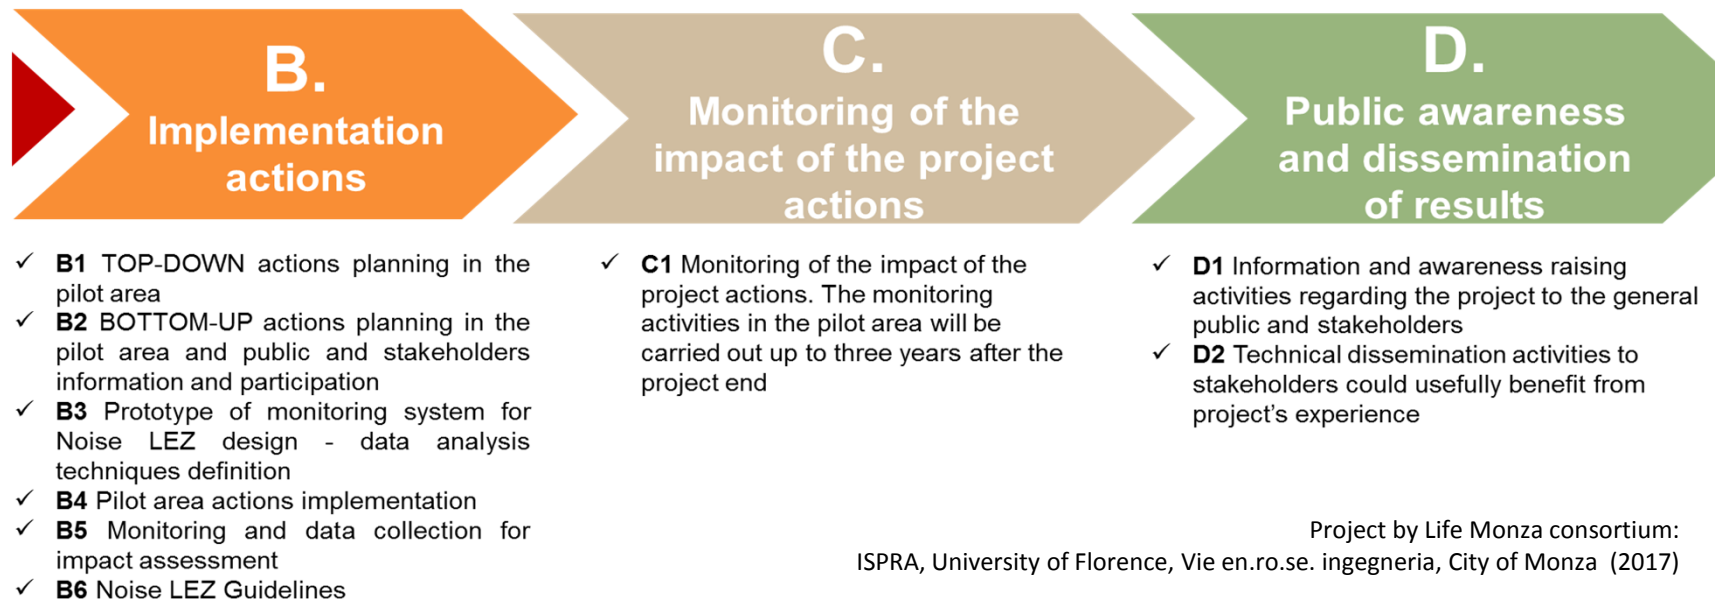 B.
Implementation
actions
C.
Monitoring of the
impact of the project
actions
D.
Public awareness
and dissemination
of results
✓ B1 TOP-DOWN actions planning in the
pilot area
✓ B2 BOTTOM-UP actions planning in the
pilot area and public and stakeholders
information and participation
✓ B3 Prototype of monitoring system for
Noise LEZ design - data analysis
techniques definition
✓ B4 Pilot area actions implementation
✓ B5 Monitoring and data collection for
impact assessment
✓ B6 Noise LEZ Guidelines
✓ C1 Monitoring of the impact of the
project actions. The monitoring
activities in the pilot area will be
carried out up to three years after the
project end
✓ D1 Information and awareness raising
activities regarding the project to the general
public and stakeholders
✓ D2 Technical dissemination activities to
stakeholders could usefully benefit from
project's experience
Project by Life Monza consortium:
ISPRA, University of Florence, Vie en.ro.se. ingegneria, City of Monza (2017)